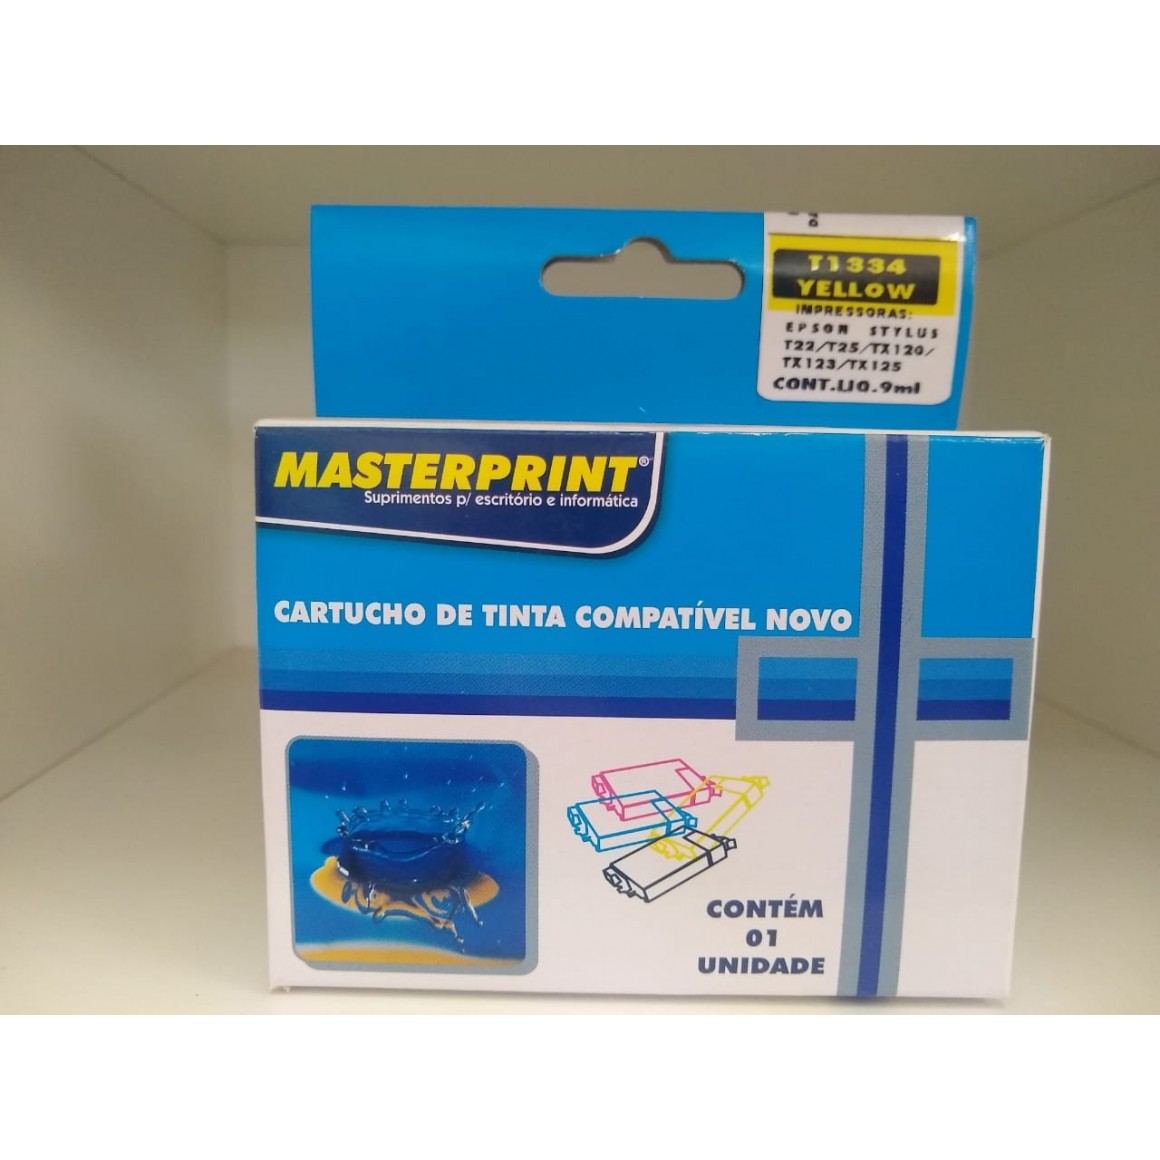 T1334
YELLOW
IMPRESSORAS:
EPSON STYLUS
T22/T25/TX120/
TX123/TX125
CONT.LIQ.9ml
MASTERPRINT®
Suprimentos p/ escritório e informática
CARTUCHO DE TINTA COMPATÍVEL NOVO
CONTÉM
01
UNIDADE